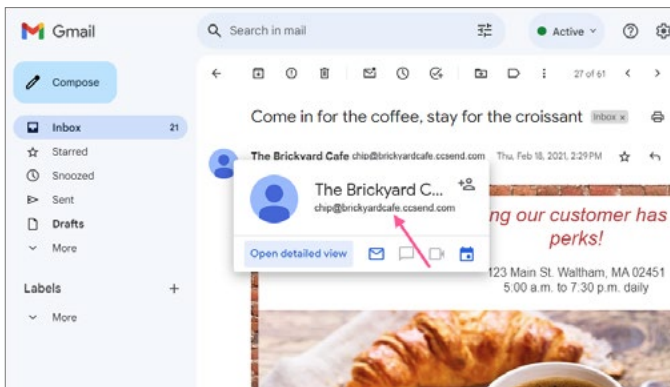 Gmail
Search in mail
Active
Compose
27 of 61
Come in for the coffee, stay for the croissant Inbox x
Inbox 21
Starred
Snoozed
Sent
Drafts
More
Labels +
More
The Brickyard Cafe chip@brickyardcafe.ccsend.com Thu, Feb 18, 2021, 2:29 PM
The Brickyard C...
chip@brickyardcafe.ccsend.com
Open detailed view
ng our customer has
perks!
123 Main St. Waltham, MA 02451
5:00 a.m. to 7:30 p.m. daily